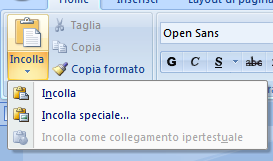 Home Inserisci Layout di pagina
Incolla
Taglia
Copia
Copia formato
Open Sans
G C S abc
Incolla
Incolla speciale...
Incolla come collegamento ipertestuale